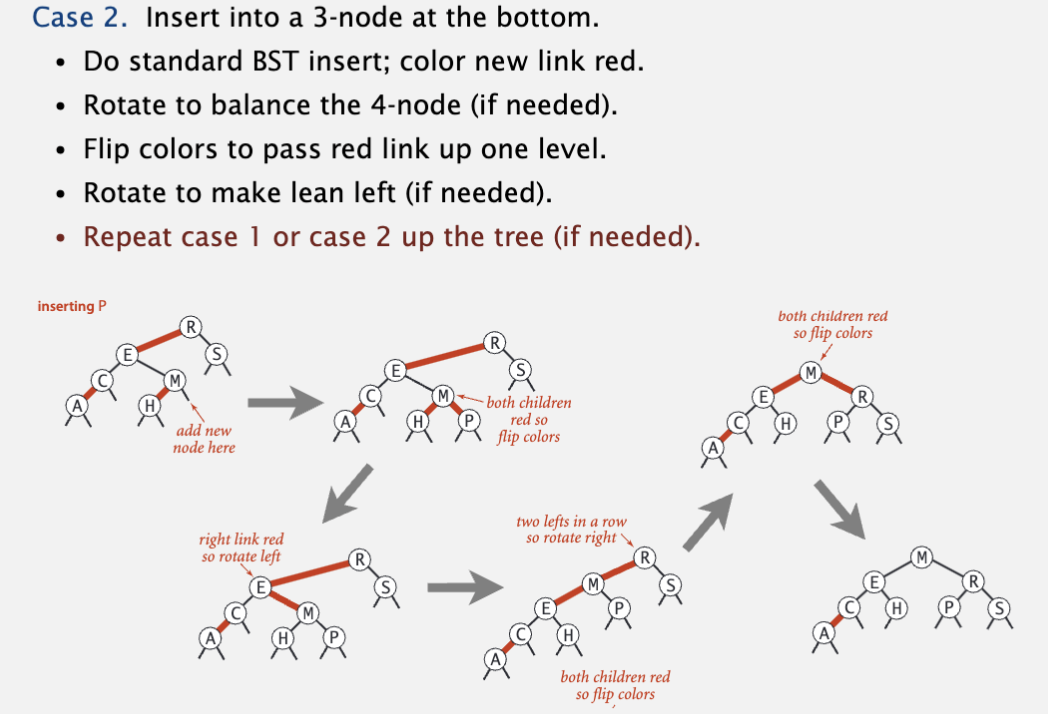 Case 2. Insert into a 3-node at the bottom.
• Do standard BST insert; color new link red.
• Rotate to balance the 4-node (if needed).
• Flip colors to pass red link up one level.
• Rotate to make lean left (if needed).
• Repeat case 1 or case 2 up the tree (if needed).
inserting P
R
E
S
C
M
A
H
add new
node here
R
E
S
C
M
A
H
P
both children
red so
flip colors
right link red
so rotate left
R
E
S
C
M
A
H
P
two lefts in a row
so rotate right
R
M
S
E
P
C
H
A
both children red
so flip colors
both children red
so flip colors
M
E
R
C
H
P
S
A
M
E
R
C
H
P
S
A